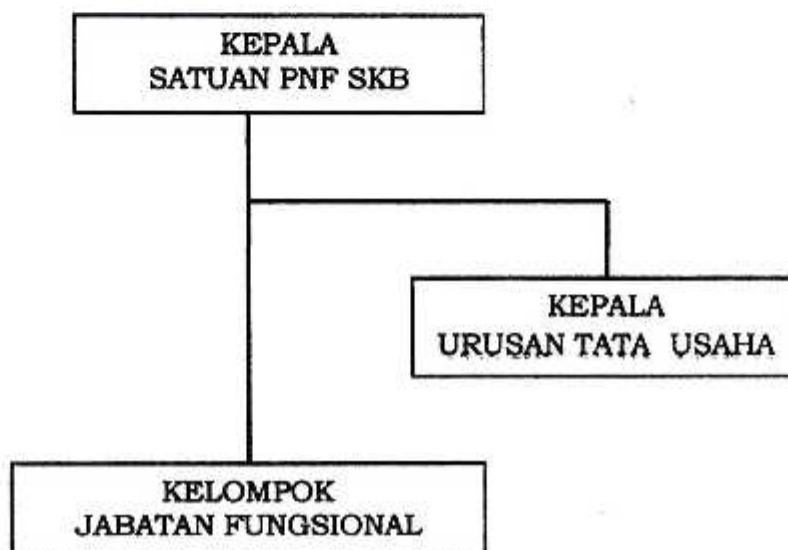 KEPALA
SATUAN PNF SKB
KEPALA
URUSAN TATA USAHA
KELOMPOK
JABATAN FUNGSIONAL